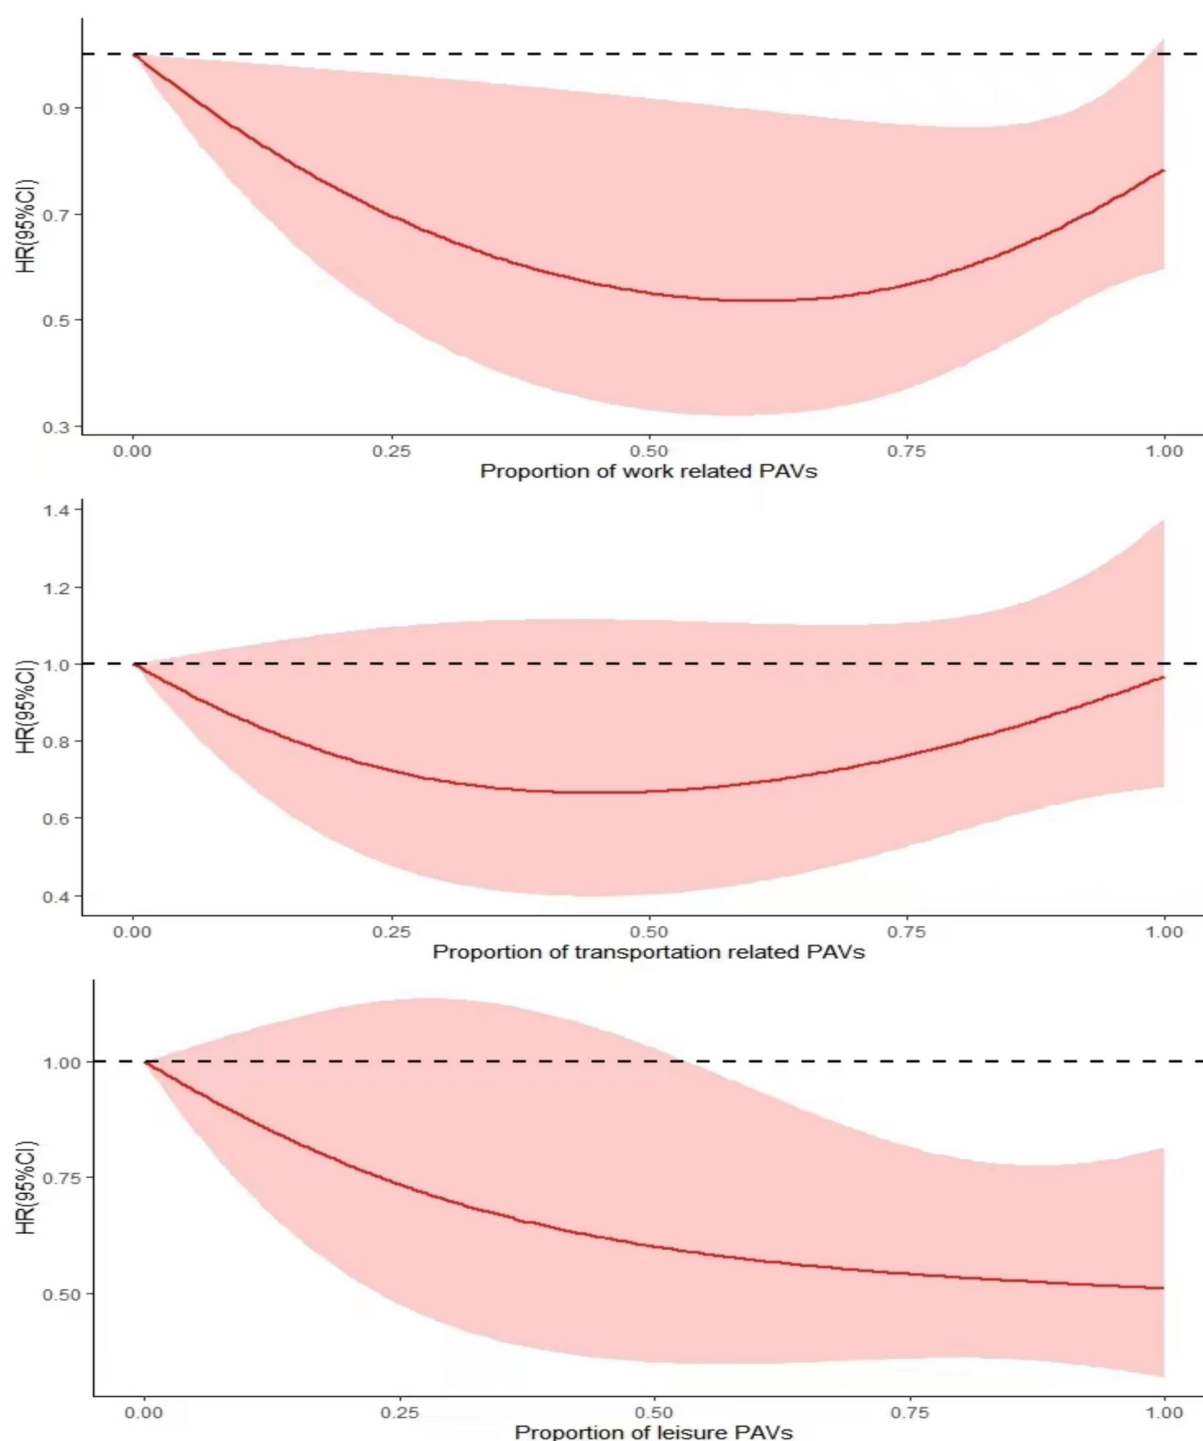 HR(95%CI)
0.9
0.7
0.5
0.3
0.00 0.25 0.50 0.75 1.00
Proportion of work related PAVs
HR(95%CI)
1.4
1.2
1.0
0.8
0.6
0.4
0.00 0.25 0.50 0.75 1.00
Proportion of transportation related PAVs
HR(95%CI)
1.00
0.75
0.50
0.00 0.25 0.50 0.75 1.00
Proportion of leisure PAVs